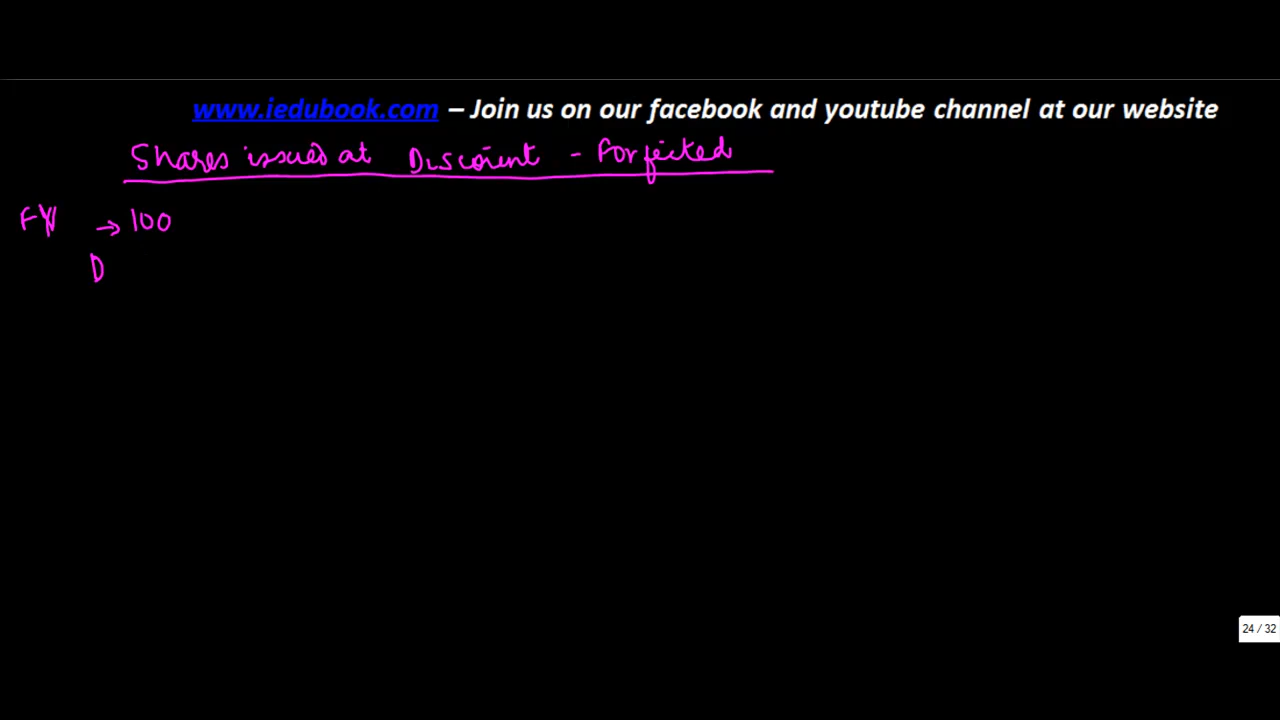 www.iedubook.com – Join us on our facebook and youtube channel at our website
Shares issued at Discount - Forfeited
FV → 100
D
24 / 32